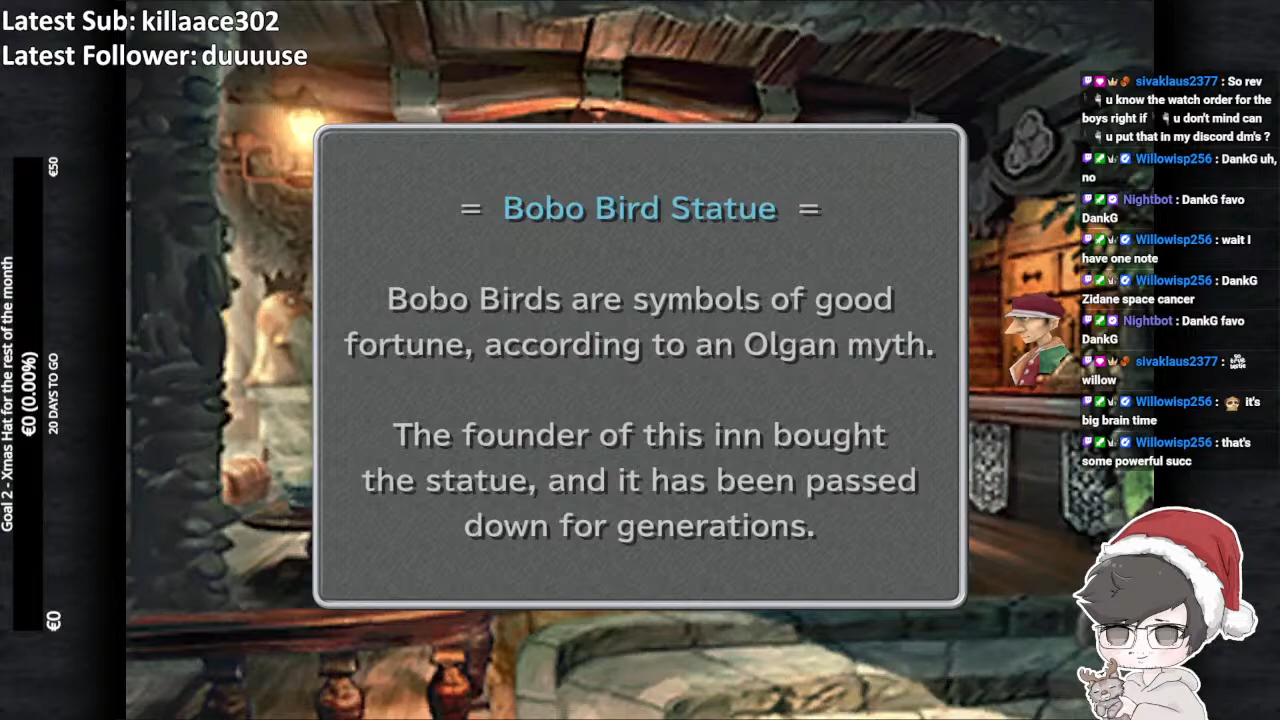 Latest Sub: killaace302
Latest Follower: duuuuse
Goal 2 - Xmas Hat for the rest of the month
€0 (0.00%)
20 DAYS TO GO
€50
€0
= Bobo Bird Statue =
Bobo Birds are symbols of good
fortune, according to an Olgan myth.
The founder of this inn bought
the statue, and it has been passed
down for generations.
sivaklaus2377 : So rev
u know the watch order for the
boys right if u don't mind can
u put that in my discord dm's ?
Willowisp256 : DankG uh,
no
Nightbot : DankG favo
DankG
Willowisp256 : wait I
have one note
Willowisp256 : DankG
Zidane space cancer
Nightbot : DankG favo
DankG
sivaklaus2377 :
willow
Willowisp256 : it's
big brain time
Willowisp256 : that's
some powerful succ